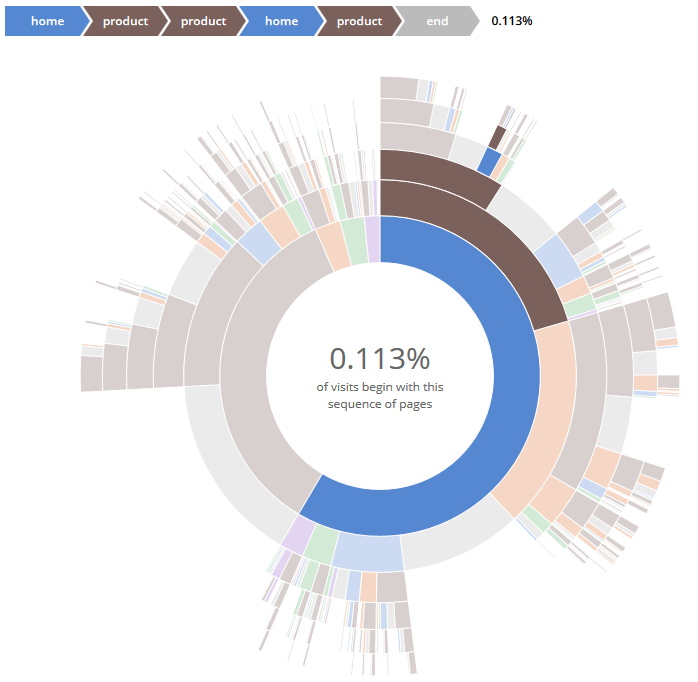 home product product home product end 0.113%
0.113%
of visits begin with this
sequence of pages